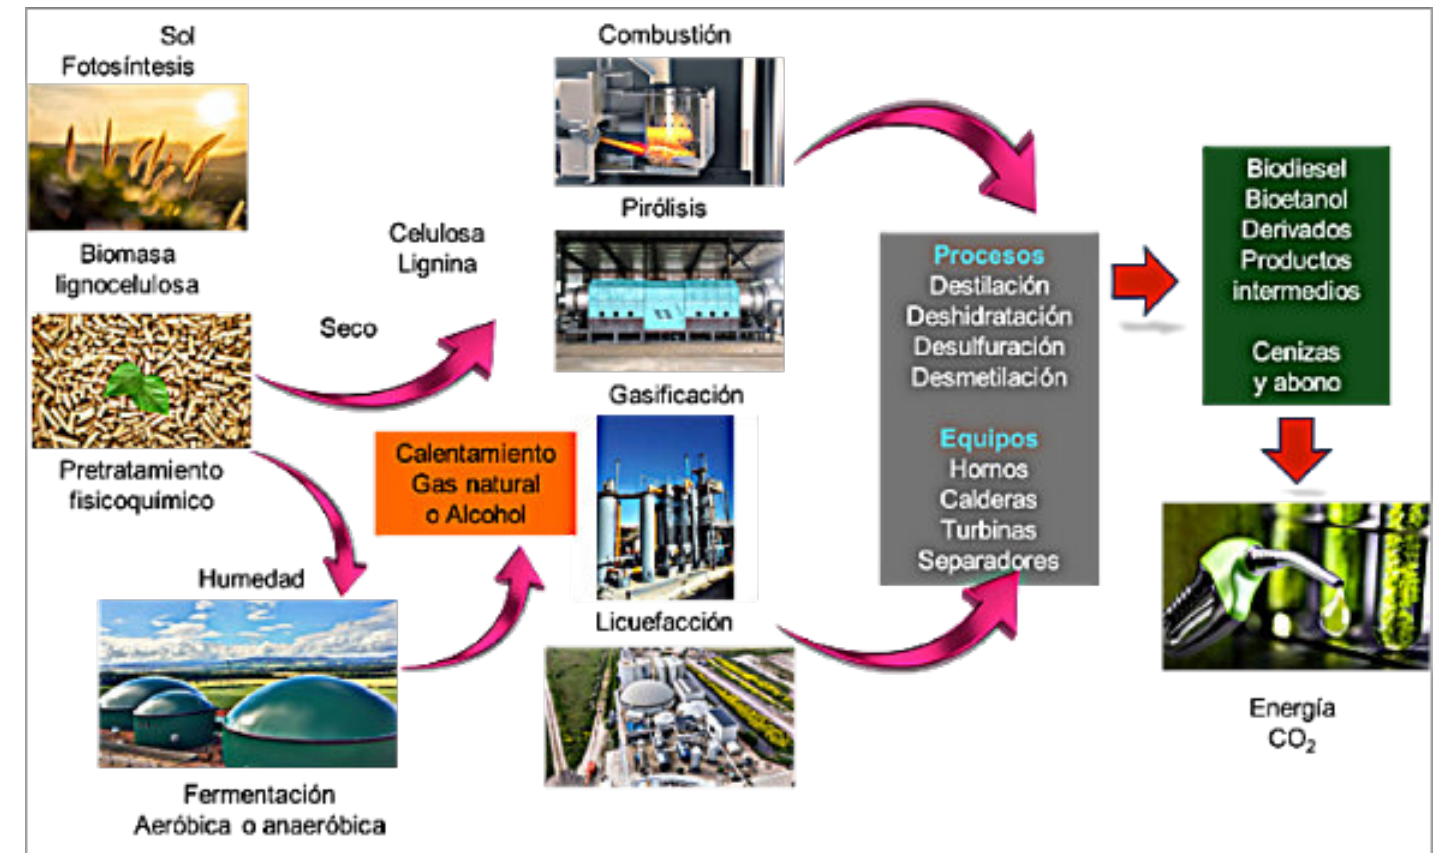 Sol
Fotosíntesis
Biomasa
lignocelulosa
Pretratamiento
fisicoquímico
Seco
Celulosa
Lignina
Humedad
Fermentación
Aeróbica o anaeróbica
Calentamiento
Gas natural
o Alcohol
Combustión
Pirólisis
Gasificación
Licuefacción
Procesos
Destilación
Deshidratación
Desulfuración
Desmetilación
Equipos
Hornos
Calderas
Turbinas
Separadores
Biodiesel
Bioetanol
Derivados
Productos
intermedios
Cenizas
y abono
Energía
CO₂